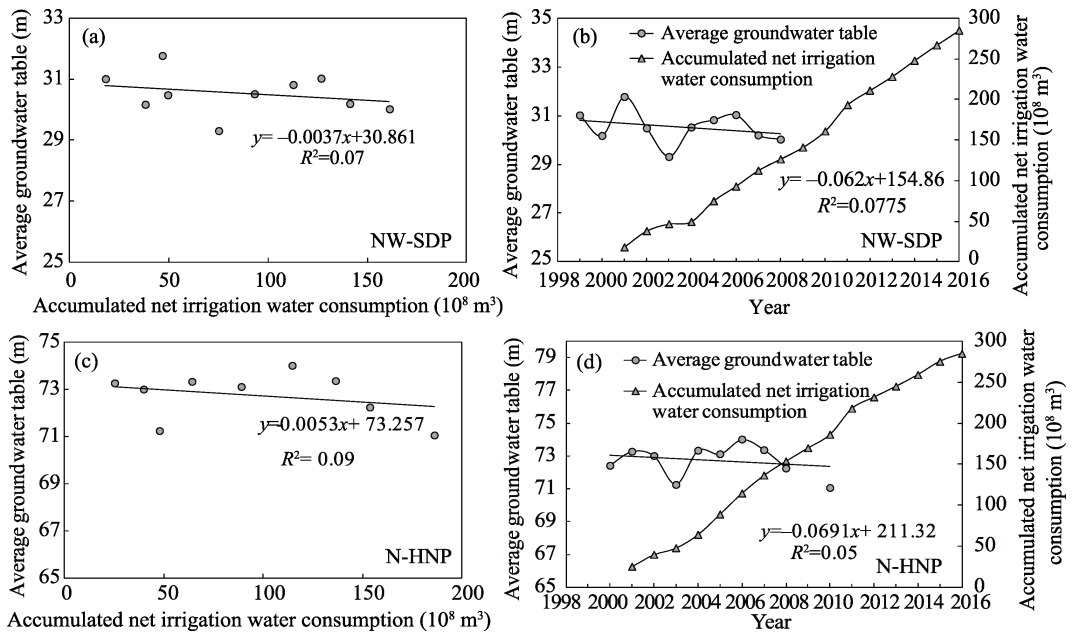 (a)
Average groundwater table (m)
33
31
29
27
25
y= –0.0037x+30.861
R²=0.07
NW-SDP
0
50
100
150
200
Accumulated net irrigation water consumption (10⁸ m³)
(b)
Average groundwater table (m)
35
33
31
29
27
25
Average groundwater table
Accumulated net irrigation
water consumption
y= –0.062x+154.86
R²=0.0775
NW-SDP
300
250
200
150
100
50
0
Accumulated net irrigation water
consumption (10⁸ m³)
1998 2000 2002 2004 2006 2008 2010 2012 2014 2016
Year
(c)
Average groundwater table (m)
75
73
71
69
67
65
y=0.0053x+ 73.257
R²= 0.09
N-HNP
0
50
100
150
200
Accumulated net irrigation water consumption (10⁸ m³)
(d)
Average groundwater table (m)
79
77
75
73
71
69
67
65
Average groundwater table
Accumulated net irrigation
water consumption
y=–0.0691x+ 211.32
R²=0.05
N-HNP
300
250
200
150
100
50
0
Accumulated net irrigation water
consumption (10⁸ m³)
1998 2000 2002 2004 2006 2008 2010 2012 2014 2016
Year